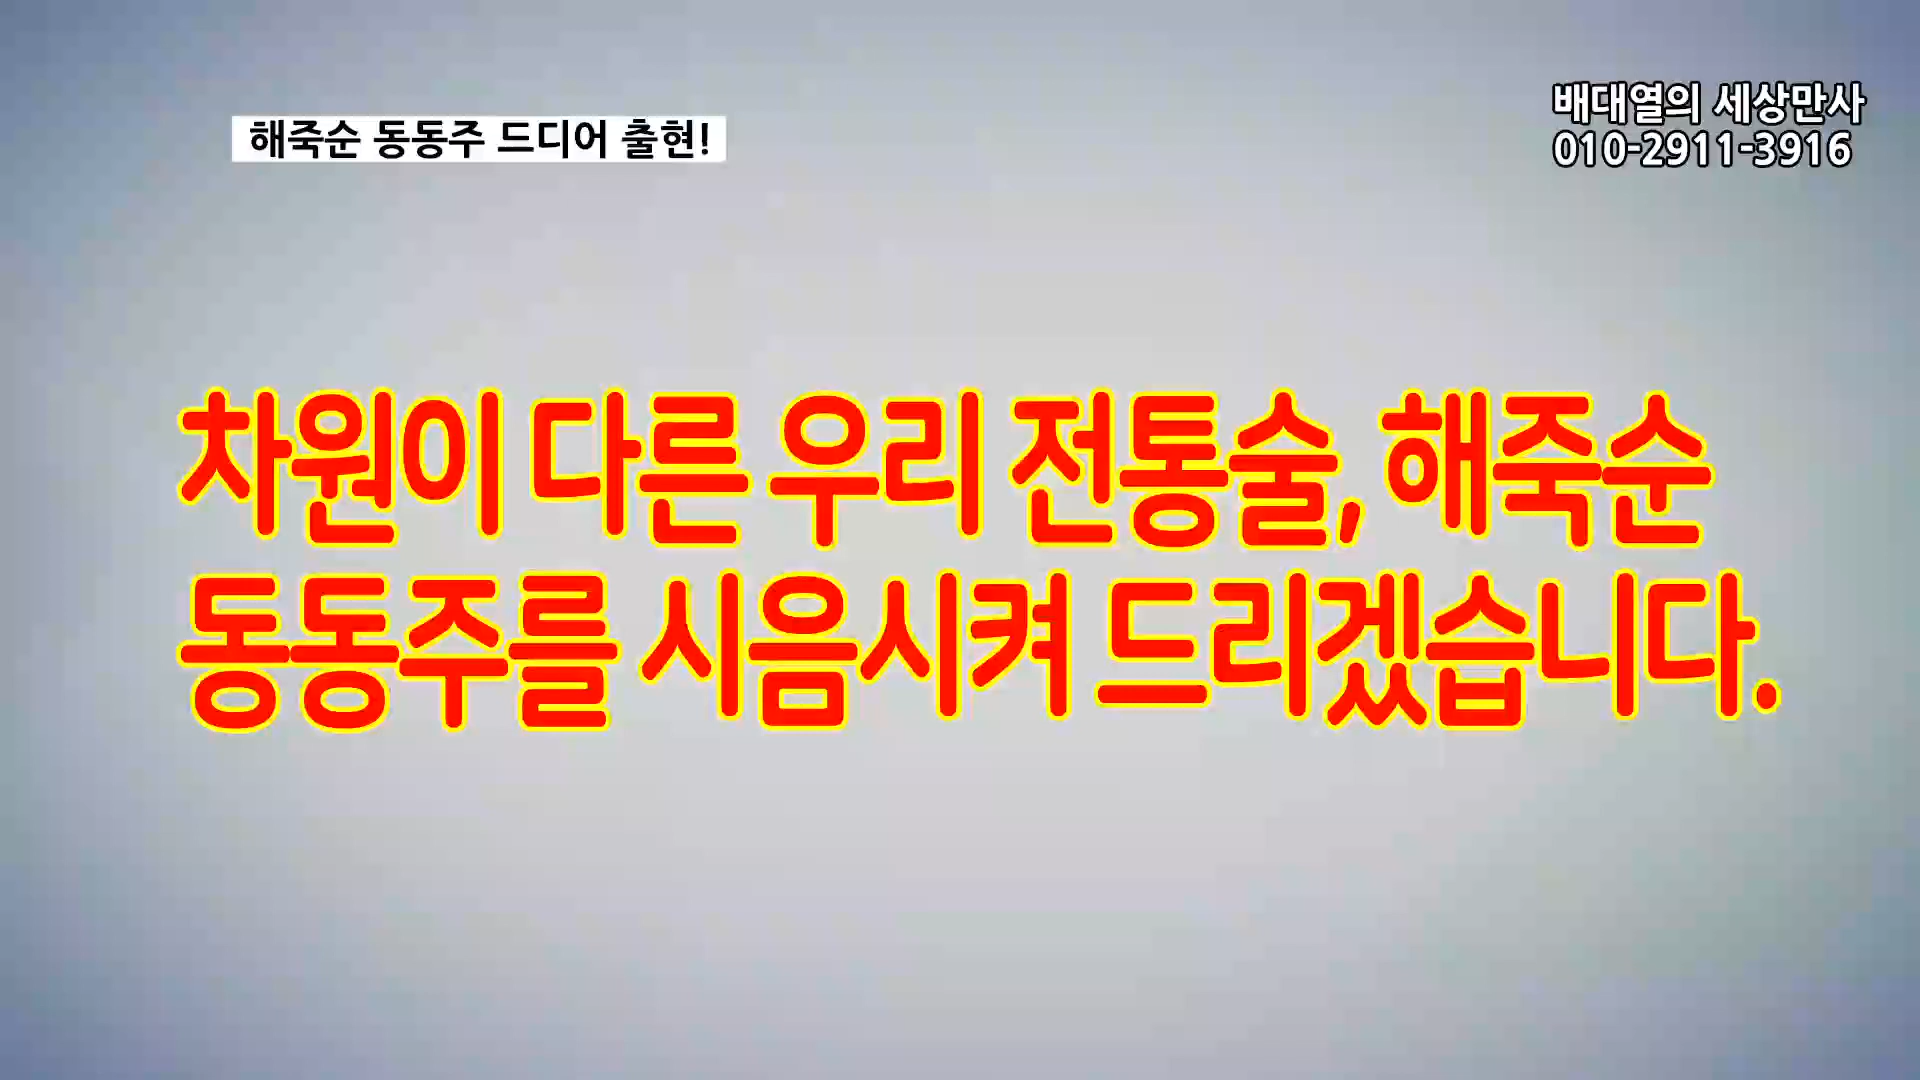 해죽순 동동주 드디어 출현!
배대열의 세상만사
010-2911-3916
차원이 다른 우리 전통술, 해죽순
동동주를 시음시켜 드리겠습니다.